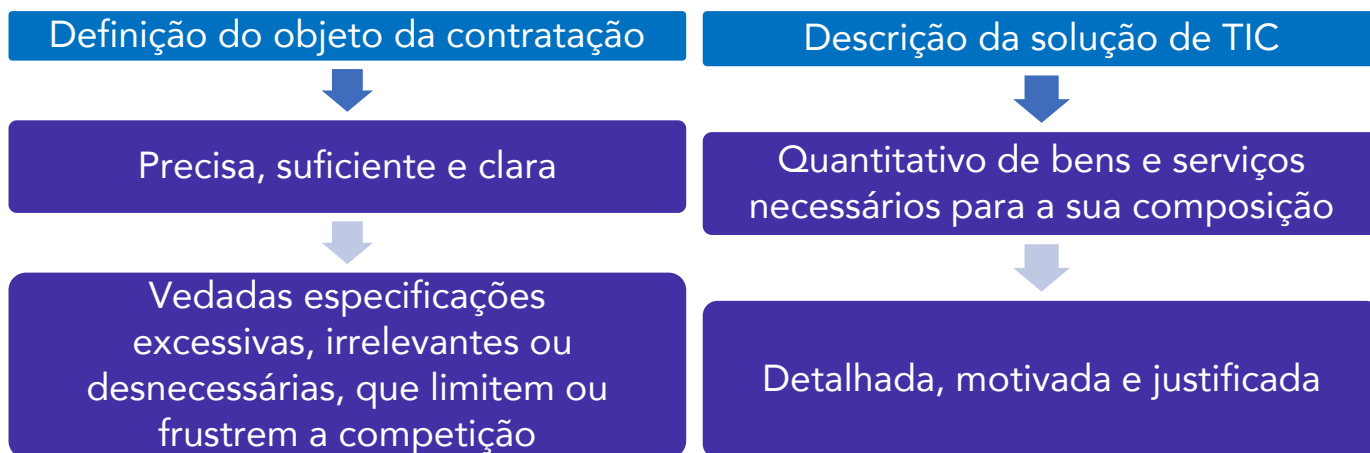 Definição do objeto da contratação
Precisa, suficiente e clara
Vedadas especificações
excessivas, irrelevantes ou
desnecessárias, que limitem ou
frustrem a competição
Descrição da solução de TIC
Quantitativo de bens e serviços
necessários para a sua composição
Detalhada, motivada e justificada